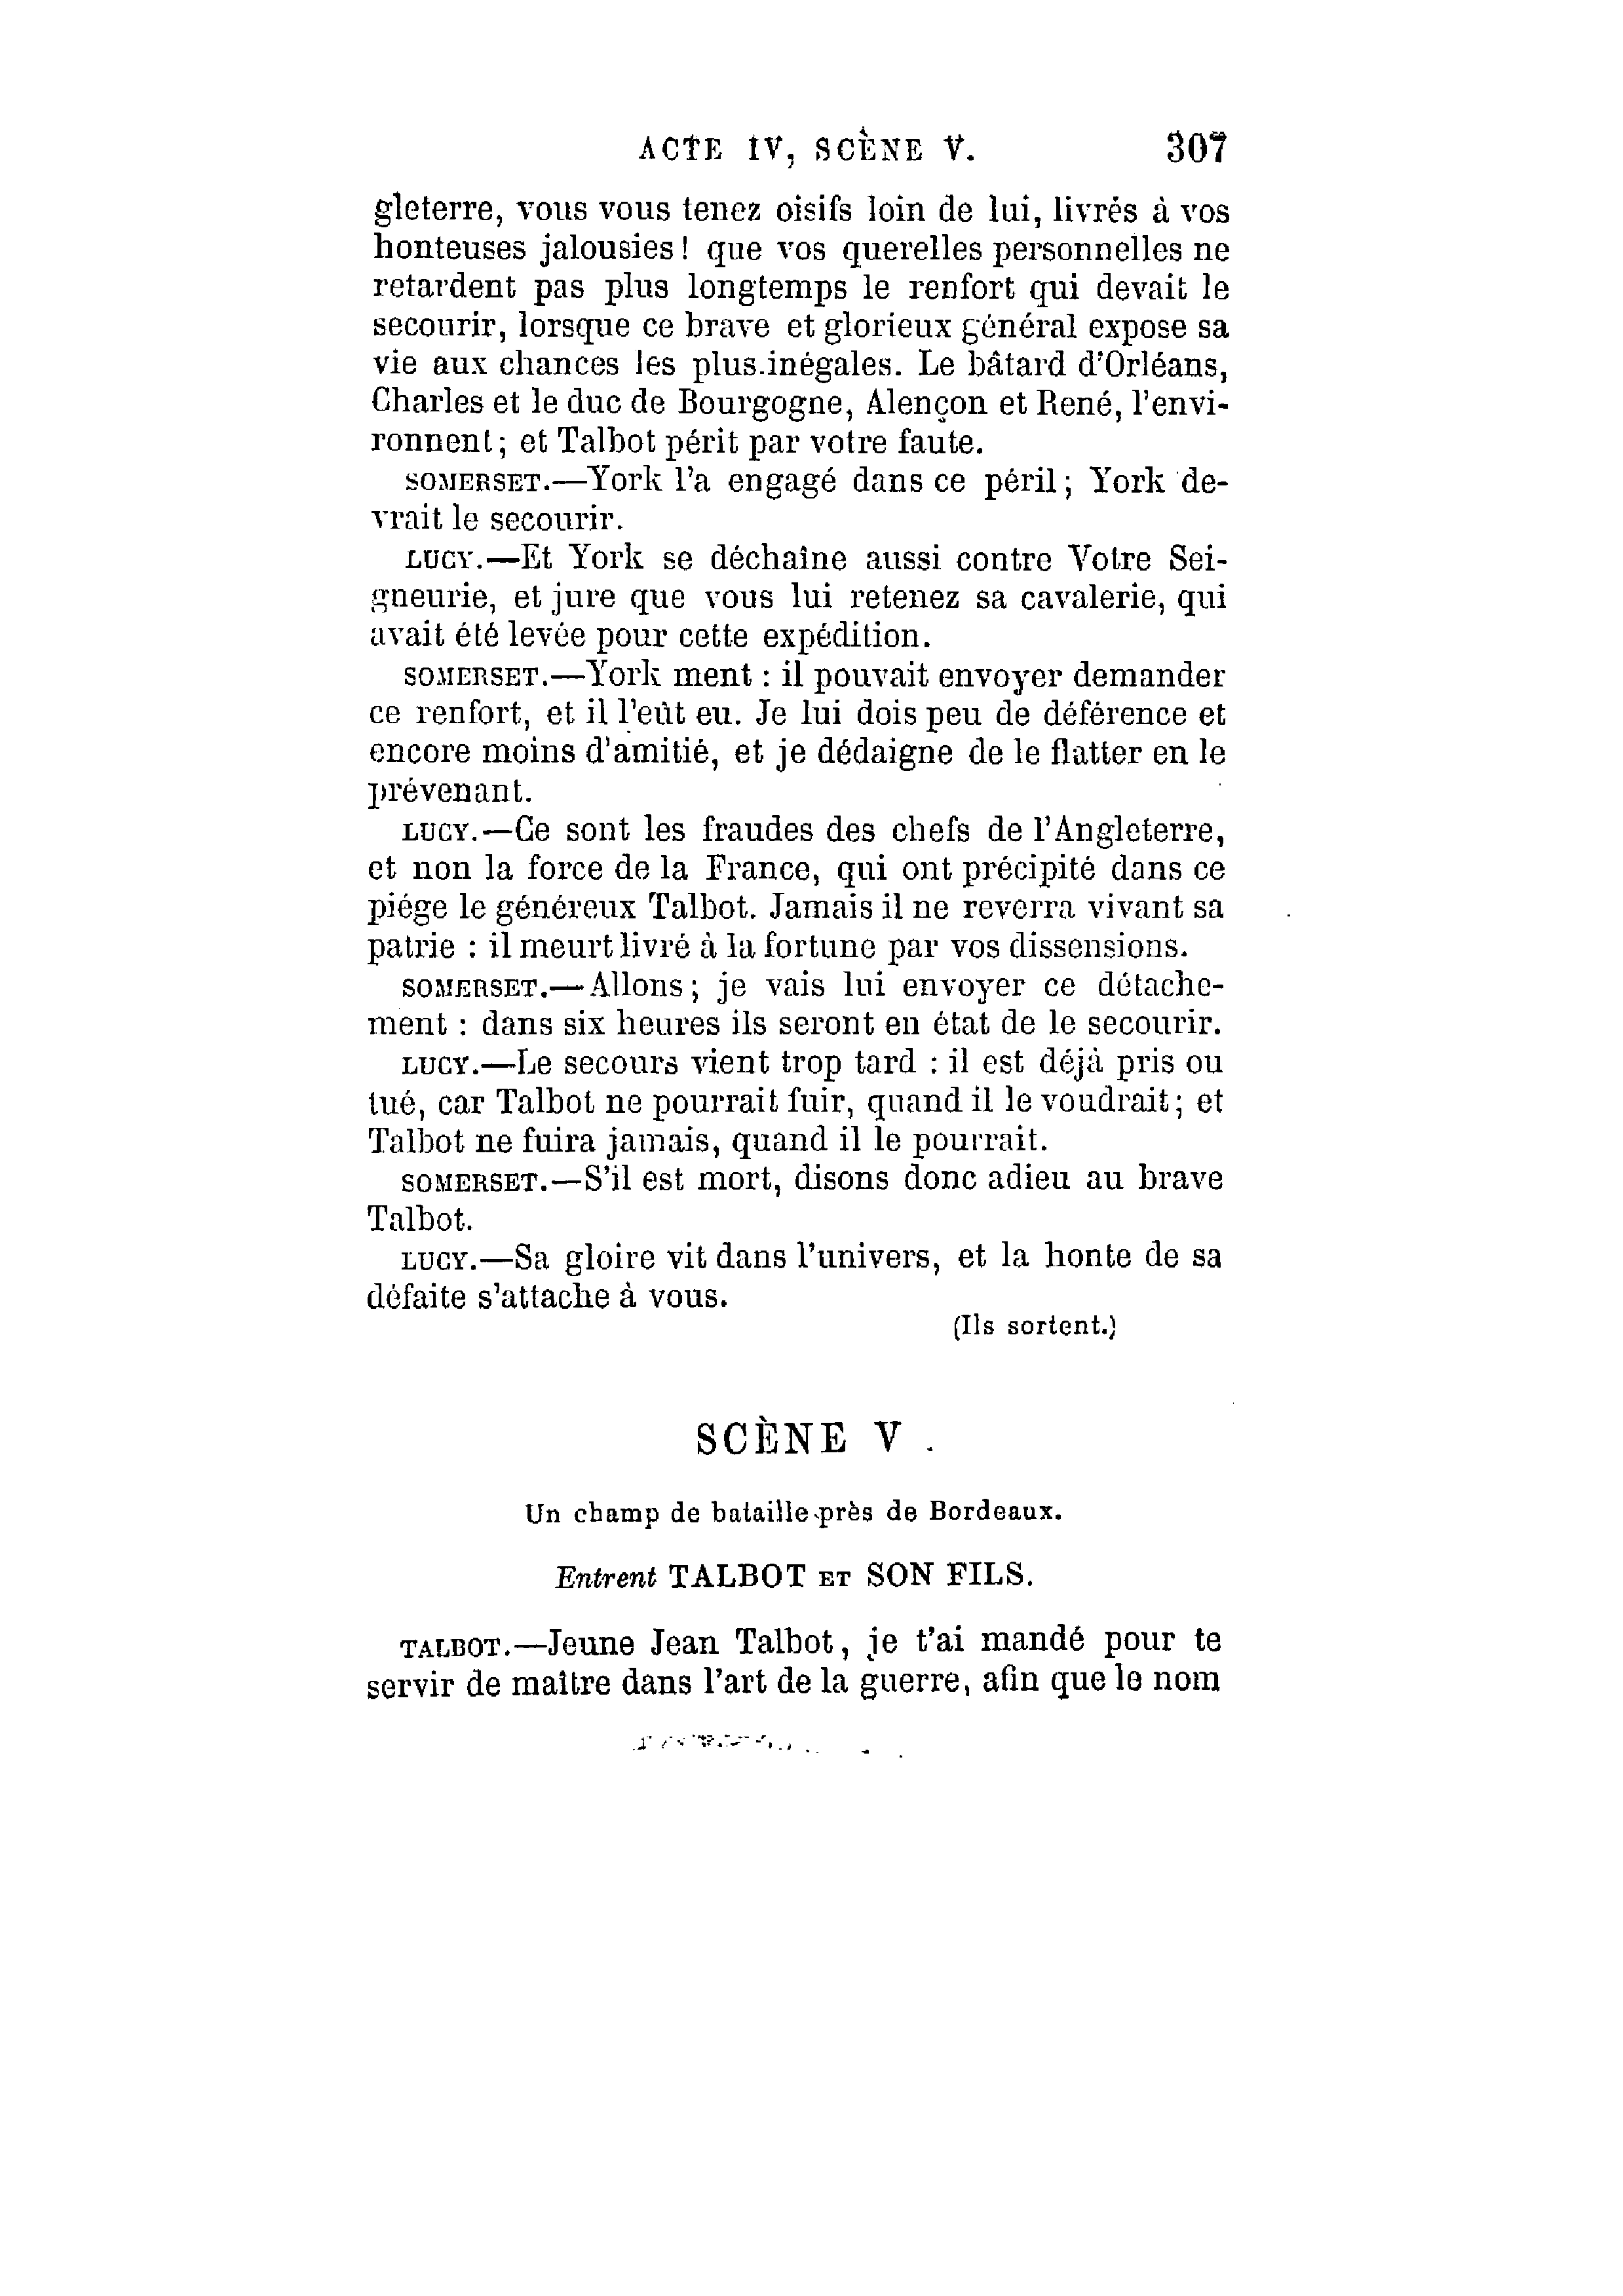 ACTE IV, SCÈNE V. 307
gleterre, vous vous tenez oisifs loin de lui, livrés à vos
honteuses jalousies! que vos querelles personnelles ne
retardent pas plus longtemps le renfort qui devait le
secourir, lorsque ce brave et glorieux général expose sa
vie aux chances les plus inégales. Le bâtard d'Orléans,
Charles et le duc de Bourgogne, Alençon et René, l'envi-
ronnent; et Talbot périt par votre faute.
SOMERSET.—York l'a engagé dans ce péril; York de-
vrait le secourir.
LUCY.—Et York se déchaîne aussi contre Votre Sei-
gneurie, et jure que vous lui retenez sa cavalerie, qui
avait été levée pour cette expédition.
SOMERSET.—York ment : il pouvait envoyer demander
ce renfort, et il l'eût eu. Je lui dois peu de déférence et
encore moins d'amitié, et je dédaigne de le flatter en le
prévenant.
LUCY.—Ce sont les fraudes des chefs de l'Angleterre,
et non la force de la France, qui ont précipité dans ce
piége le généreux Talbot. Jamais il ne reverra vivant sa
patrie : il meurt livré à la fortune par vos dissensions.
SOMERSET.—Allons; je vais lui envoyer ce détache-
ment : dans six heures ils seront en état de le secourir.
LUCY.—Le secours vient trop tard : il est déjà pris ou
tué, car Talbot ne pourrait fuir, quand il le voudrait; et
Talbot ne fuira jamais, quand il le pourrait.
SOMERSET.—S'il est mort, disons donc adieu au brave
Talbot.
LUCY.—Sa gloire vit dans l'univers, et la honte de sa
défaite s'attache à vous.
(Ils sortent.)
SCÈNE V.
Un champ de bataille près de Bordeaux.
Entrent TALBOT ET SON FILS.
TALBOT.—Jeune Jean Talbot, je t'ai mandé pour te
servir de maître dans l'art de la guerre, afin que le nom